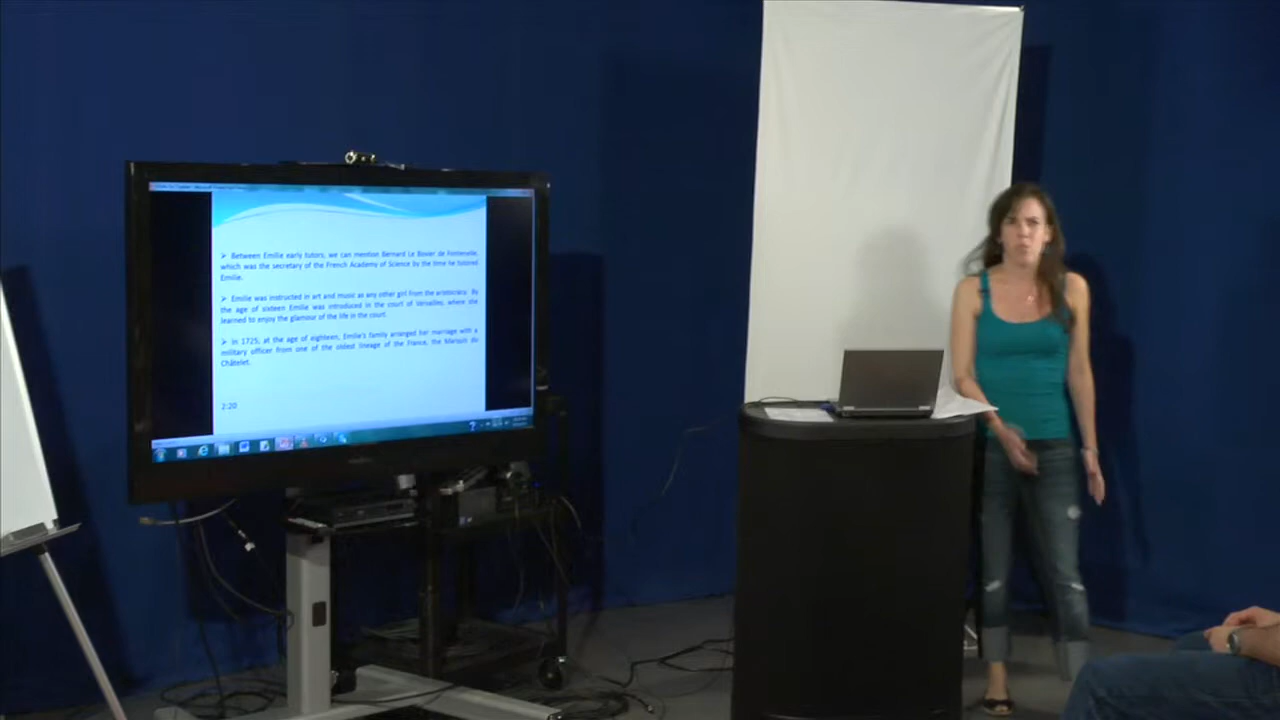 ➢ Between Emilie early tutors, we can mention Bernard Le Bovier de Fontenelle,
which was the secretary of the French Academy of Science by the time he tutored
Emilie.
➢ Emilie was instructed in art and music as any other girl from the aristocracy. By
the age of sixteen Emilie was introduced in the court of Versailles, where she
learned to enjoy the glamour of the life in the court.
➢ In 1725, at the age of eighteen, Emilie's family arranged her marriage with a
military officer from one of the oldest lineage of the France, the Marquis du
Châtelet.
2:20